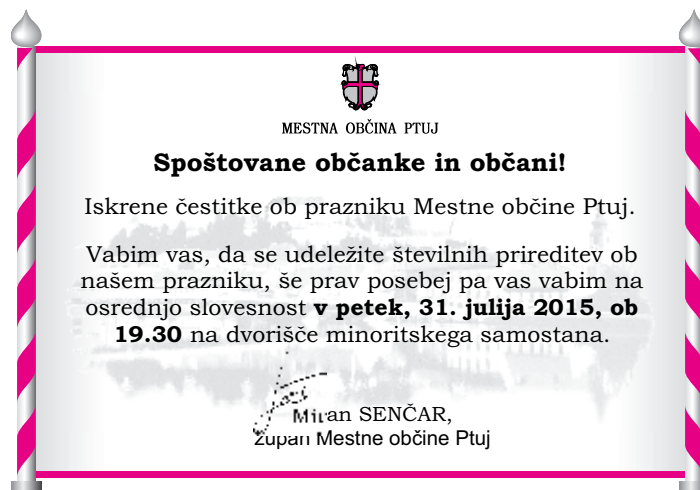 MESTNA OBČINA PTUJ
Spoštovane občanke in občani!
Iskrene čestitke ob prazniku Mestne občine Ptuj.
Vabim vas, da se udeležite številnih prireditev ob
našem prazniku, še prav posebej pa vas vabim na
osrednjo slovesnost v petek, 31. julija 2015, ob
19.30 na dvorišče minoritskega samostana.
Miran SENČAR,
župan Mestne občine Ptuj